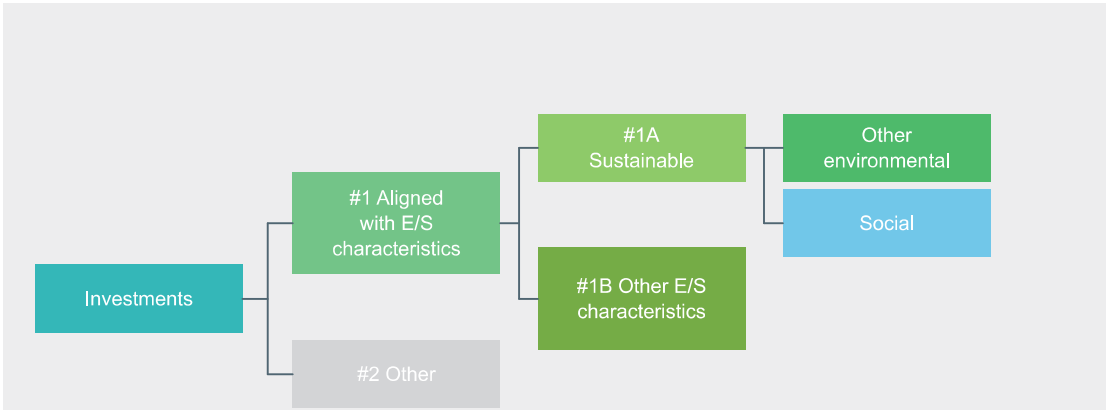 #1A
Sustainable
Other
environmental
#1 Aligned
with E/S
characteristics
Social
Investments
#1B Other E/S
characteristics
#2 Other